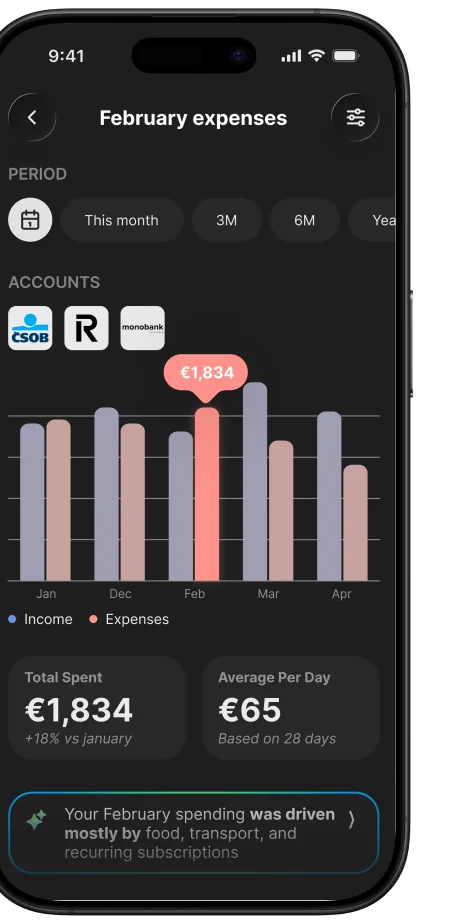 9:41
February expenses
PERIOD
This month 3M 6M Yea
ACCOUNTS
ČSOB R monobank
€1,834
Jan Dec Feb Mar Apr
Income Expenses
Total Spent
€1,834
+18% vs january
Average Per Day
€65
Based on 28 days
Your February spending was driven
mostly by food, transport, and
recurring subscriptions